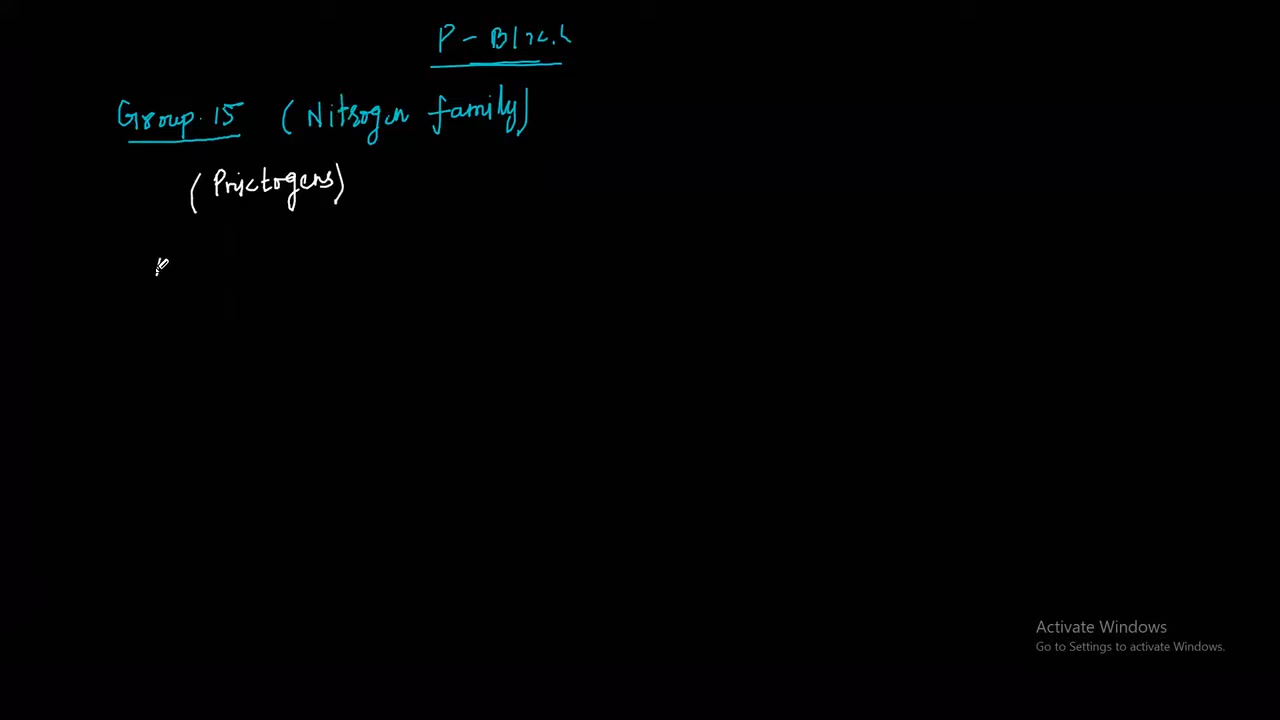 P - Block
Group. 15 (Nitrogen family)
(Pnictogens)
Activate Windows
Go to Settings to activate Windows.